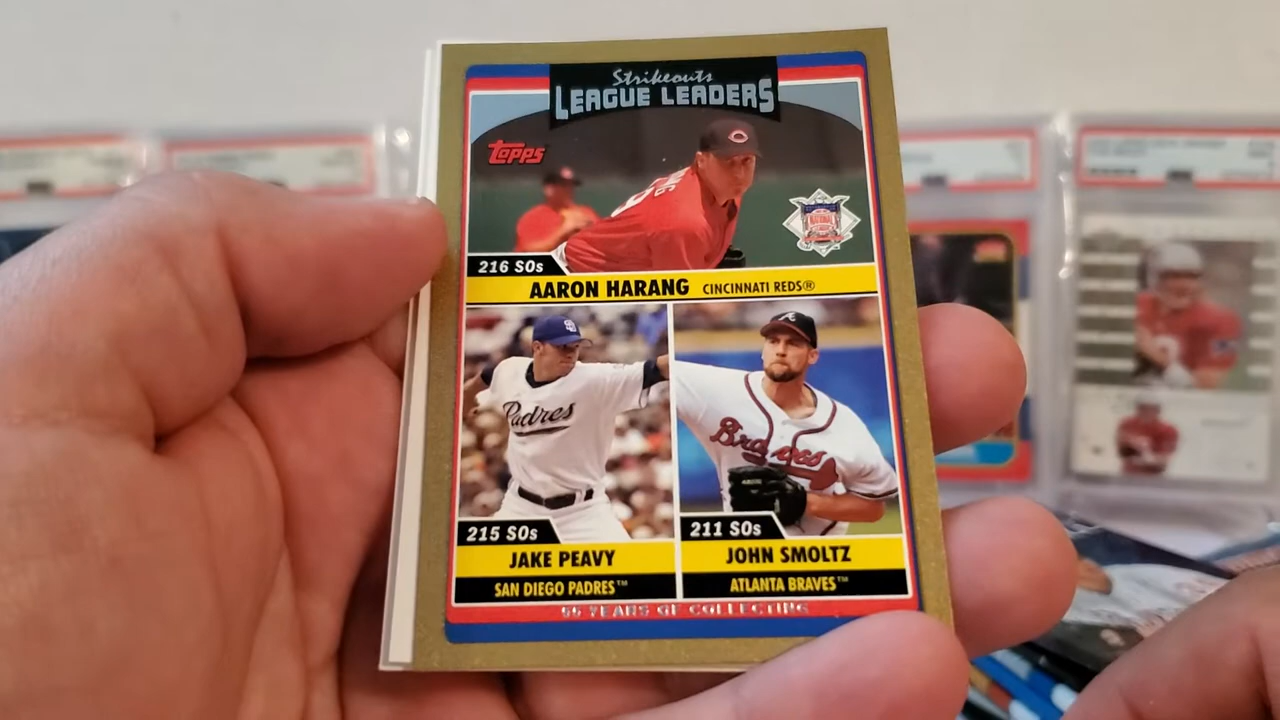 Strikeouts
LEAGUE LEADERS
topps
216 SOs
AARON HARANG CINCINNATI REDS®
Padres
Braves
215 SOs
211 SOs
JAKE PEAVY
JOHN SMOLTZ
SAN DIEGO PADRES™
ATLANTA BRAVES™
55 YEARS OF COLLECTING